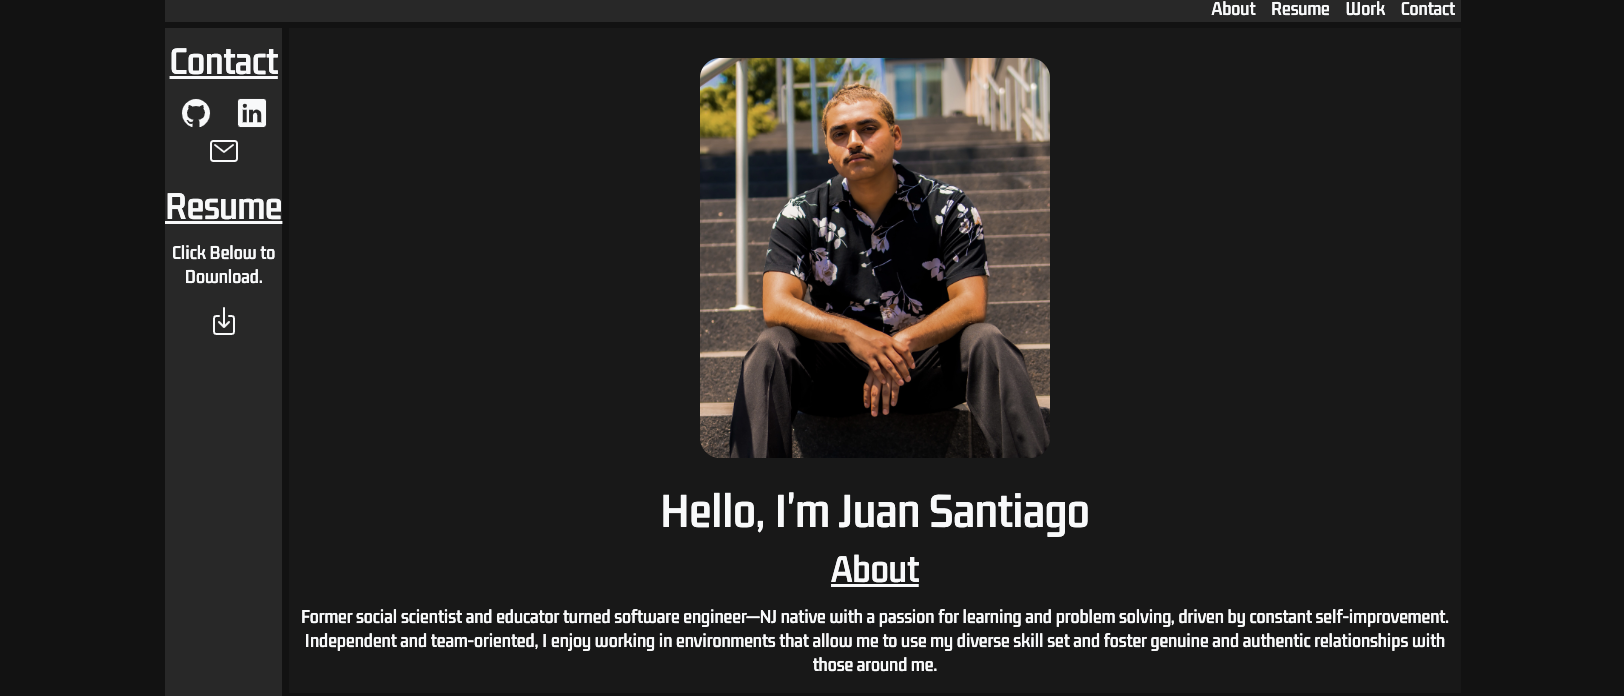 About Resume Work Contact
Contact
in
Resume
Click Below to
Download.
Hello, I'm Juan Santiago
About
Former social scientist and educator turned software engineer—NJ native with a passion for learning and problem solving, driven by constant self-improvement.
Independent and team-oriented, I enjoy working in environments that allow me to use my diverse skill set and foster genuine and authentic relationships with
those around me.